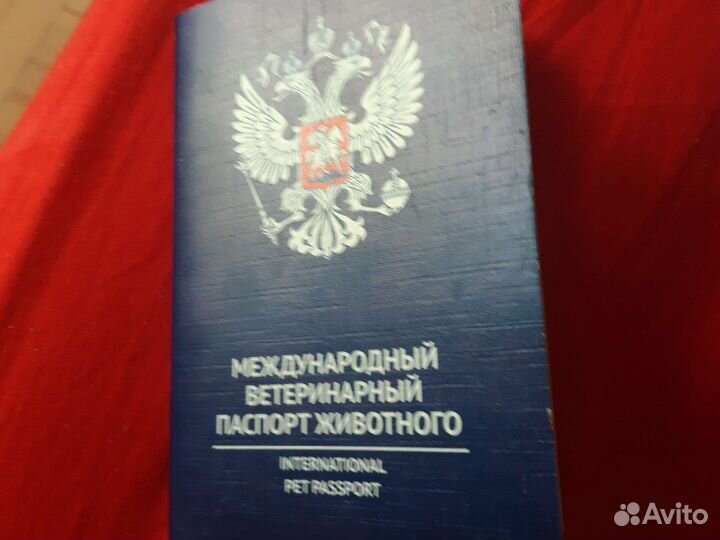 МЕЖДУНАРОДНЫЙ
ВЕТЕРИНАРНЫЙ
ПАСПОРТ ЖИВОТНОГО
INTERNATIONAL
PET PASSPORT
Avito